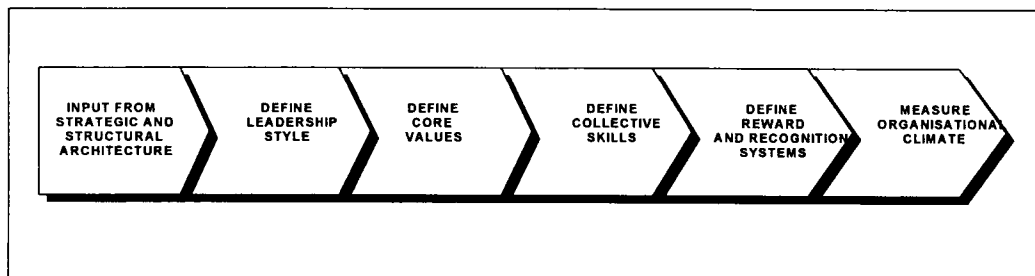 INPUT FROM
STRATEGIC AND
STRUCTURAL
ARCHITECTURE
DEFINE
LEADERSHIP
STYLE
DEFINE
CORE
VALUES
DEFINE
COLLECTIVE
SKILLS
DEFINE
REWARD
AND RECOGNITION
SYSTEMS
MEASURE
ORGANISATIONAL
CLIMATE